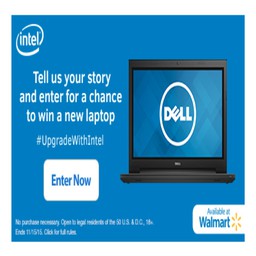 intel
Tell us your story
and enter for a chance
to win a new laptop
#UpgradeWithIntel
DELL
DELL
Enter Now
No purchase necessary. Open to legal residents of the 50 U.S. & D.C., 18+.
Ends 11/15/15. Click for full rules.
Available at
Walmart